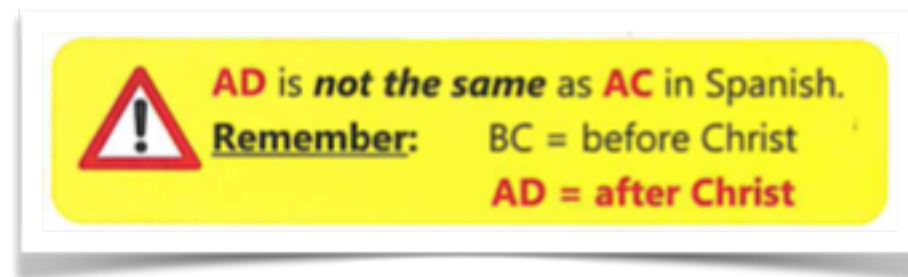 AD is not the same as AC in Spanish.
Remember: BC = before Christ
AD = after Christ